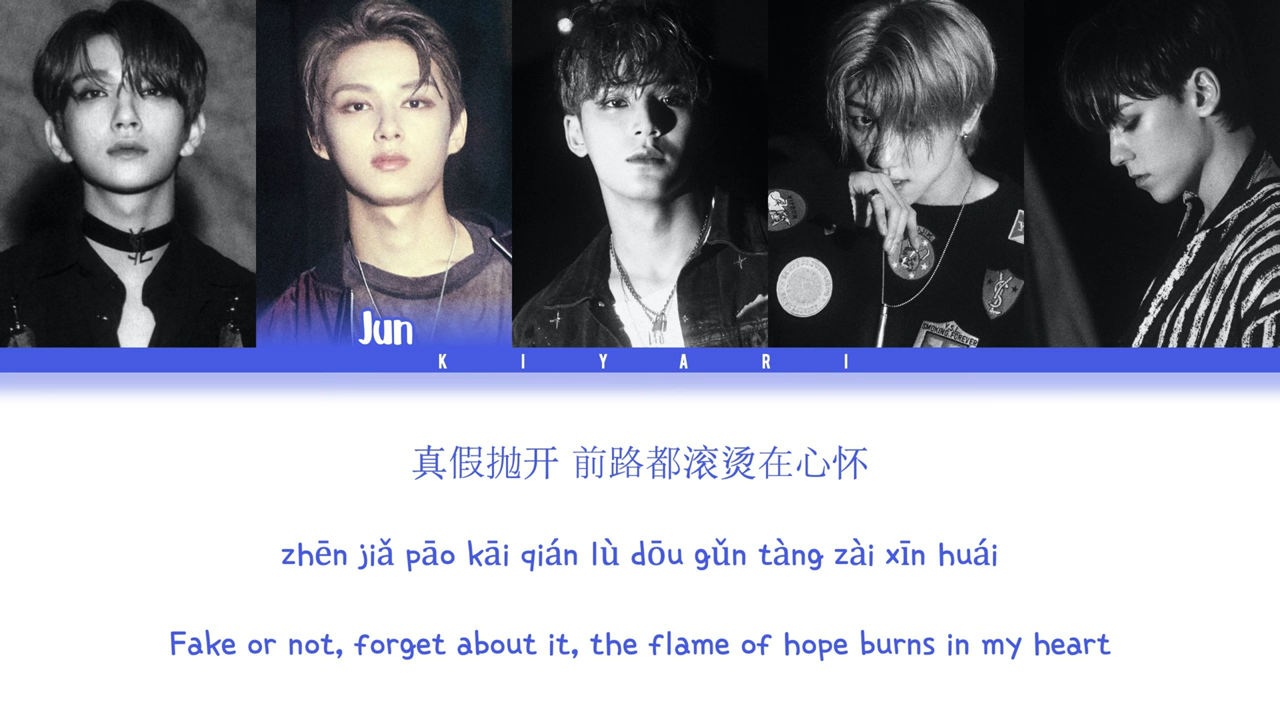 Jun
KIYARI
真假抛开 前路都滚烫在心怀
zhēn jiǎ pāo kāi qián lù dōu gǔn tàng zài xīn huái
Fake or not, forget about it, the flame of hope burns in my heart